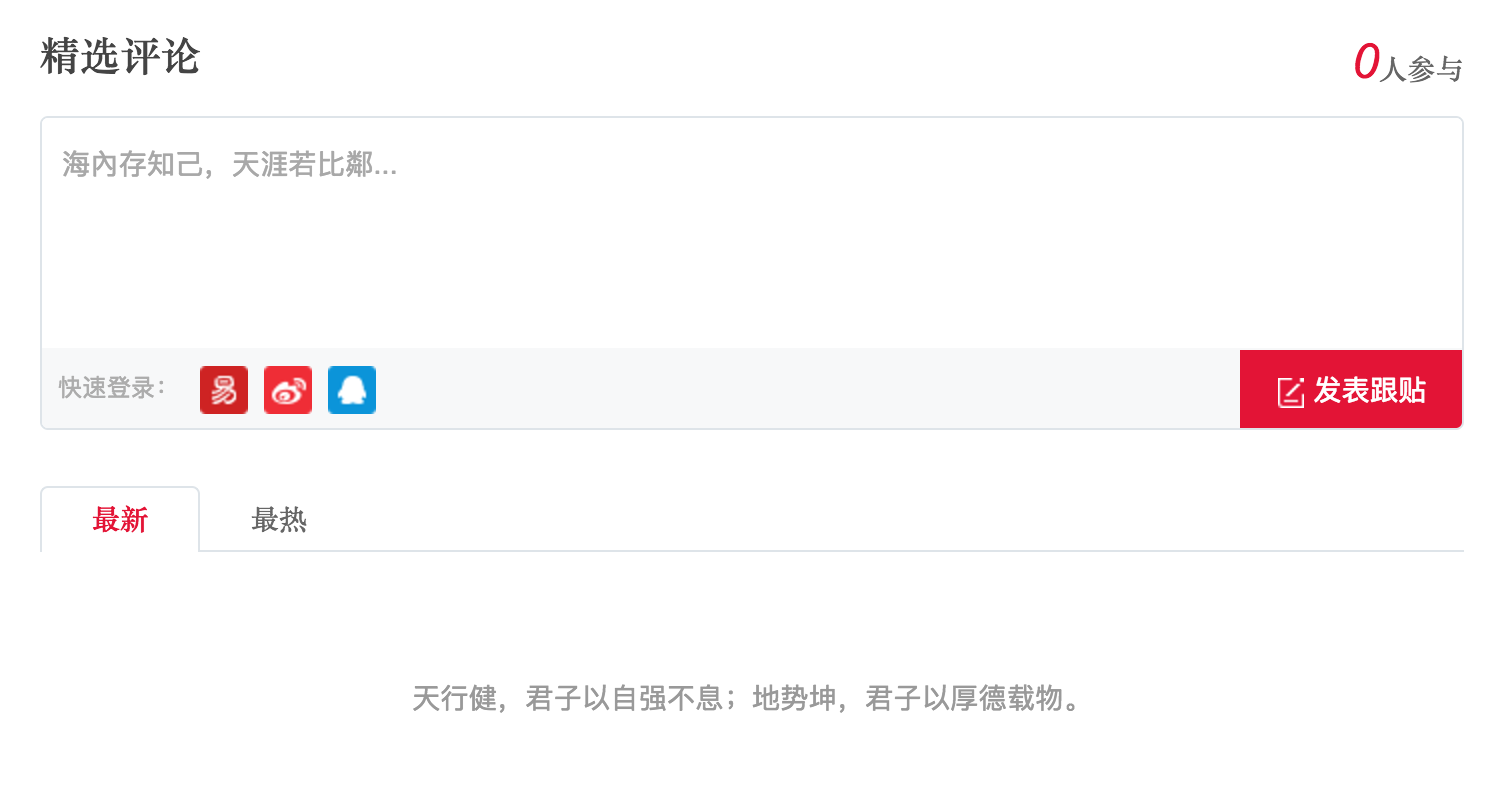 精选评论
0人参与
海內存知己，天涯若比鄰...
快速登录：
易
发表跟贴
最新
最热
天行健，君子以自强不息；地势坤，君子以厚德载物。